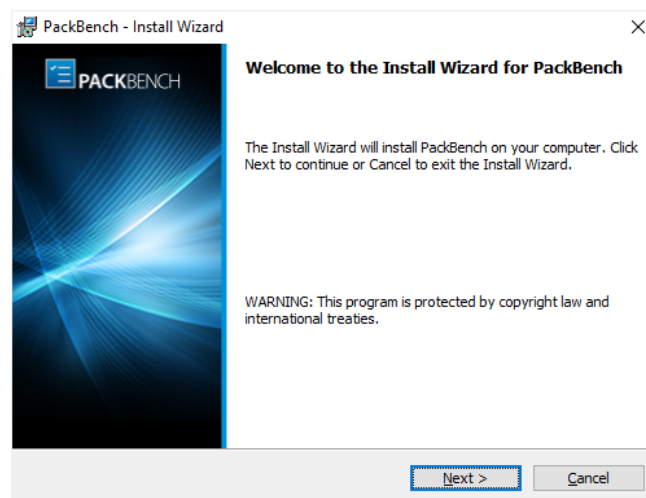 PackBench - Install Wizard
PACKBENCH
Welcome to the Install Wizard for PackBench
The Install Wizard will install PackBench on your computer. Click
Next to continue or Cancel to exit the Install Wizard.
WARNING: This program is protected by copyright law and
international treaties.
Next >
Cancel